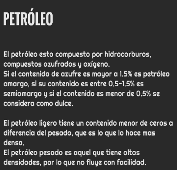 PETRÓLEO
El petróleo esta compuesto por hidrocarburos,
compuestos azufrados y oxígeno.
Si el contenido de azufre es mayor a 1.5% es petróleo
amargo, si su contenido es entre 0,5-1,5% es
semiamargo y si el contenido es menor de 0,5% se
considera como dulce.
El petróleo ligero tiene un contenido menor de ceras a
diferencia del pesado, que es lo que lo hace mas
denso,
El petróleo pesado es aquel que tiene altas
densidades, por lo que no fluye con facilidad.